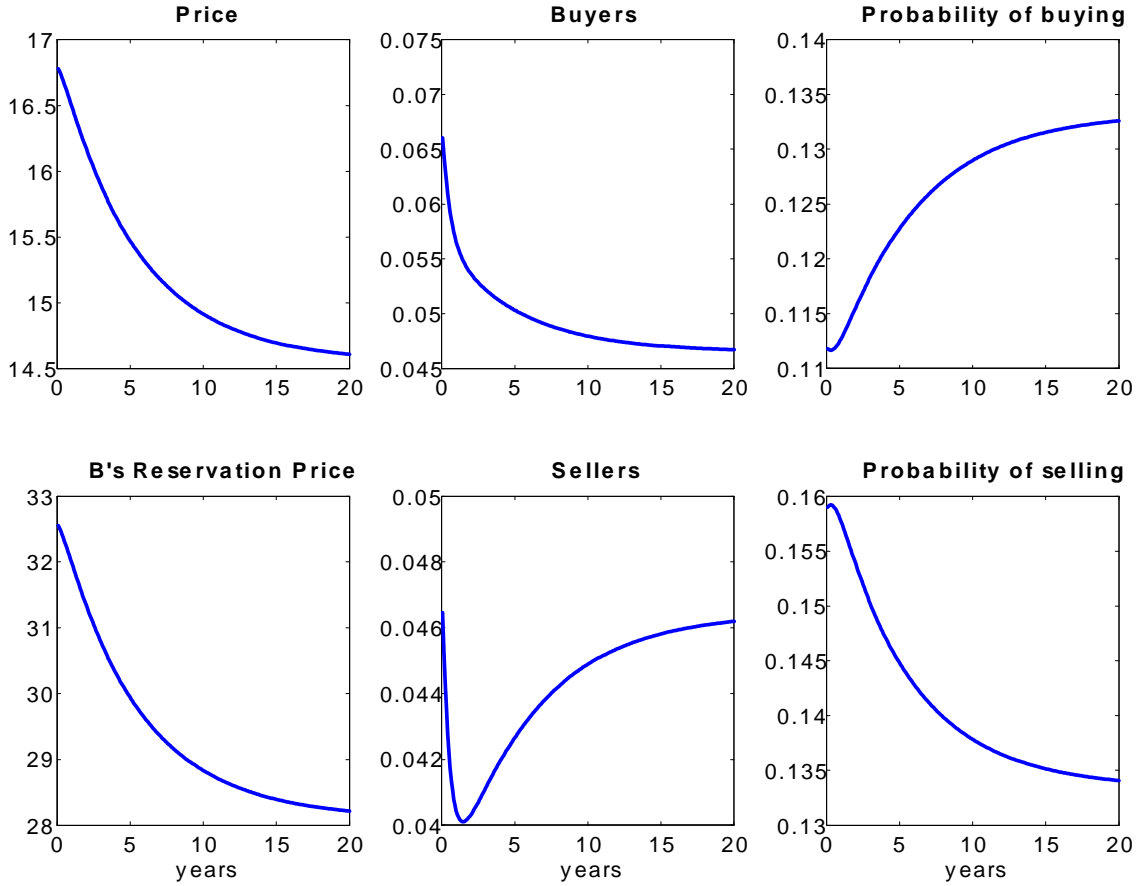 Price
17
16.5
16
15.5
15
14.5
0 5 10 15 20
Buyers
0.075
0.07
0.065
0.06
0.055
0.05
0.045
0 5 10 15 20
Probability of buying
0.14
0.135
0.13
0.125
0.12
0.115
0.11
0 5 10 15 20
B's Reservation Price
33
32
31
30
29
28
0 5 10 15 20
years
Sellers
0.05
0.048
0.046
0.044
0.042
0.04
0 5 10 15 20
years
Probability of selling
0.16
0.155
0.15
0.145
0.14
0.135
0.13
0 5 10 15 20
years